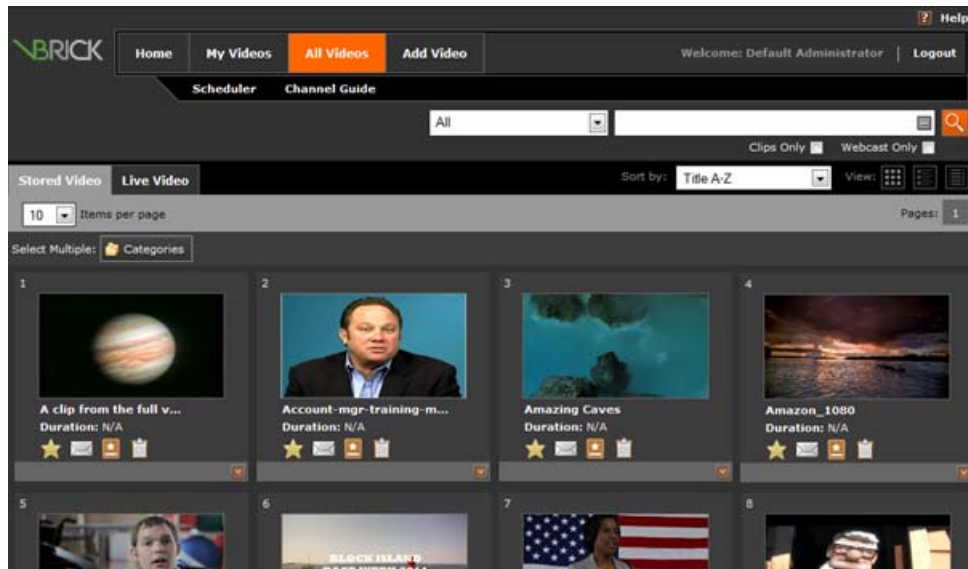 ? Help
VBRICK
Home My Videos All Videos Add Video Welcome: Default Administrator | Logout
Scheduler Channel Guide
All
Clips Only Webcast Only
Stored Video Live Video Sort by: Title A-Z View:
10 Items per page Pages: 1
Select Multiple: Categories
1 2 3 4
A clip from the full v... Account-mgr-training-m... Amazing Caves Amazon_1080
Duration: N/A Duration: N/A Duration: N/A Duration: N/A
5 6 7 8
BLOCK ISLAND
RACE WEEK 2011